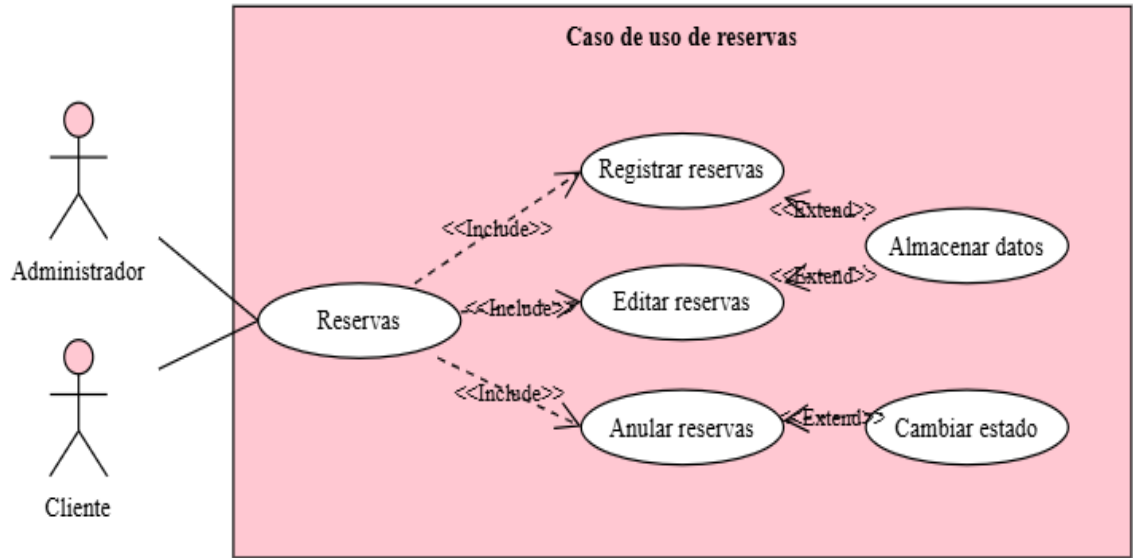 Caso de uso de reservas
Registrar reservas
<<Include>>
<<Extend>>
Almacenar datos
Administrador
<<Extend>>
<<Include>>
Editar reservas
Reservas
<<Include>>
Anular reservas
<<Extend>>
Cambiar estado
Cliente